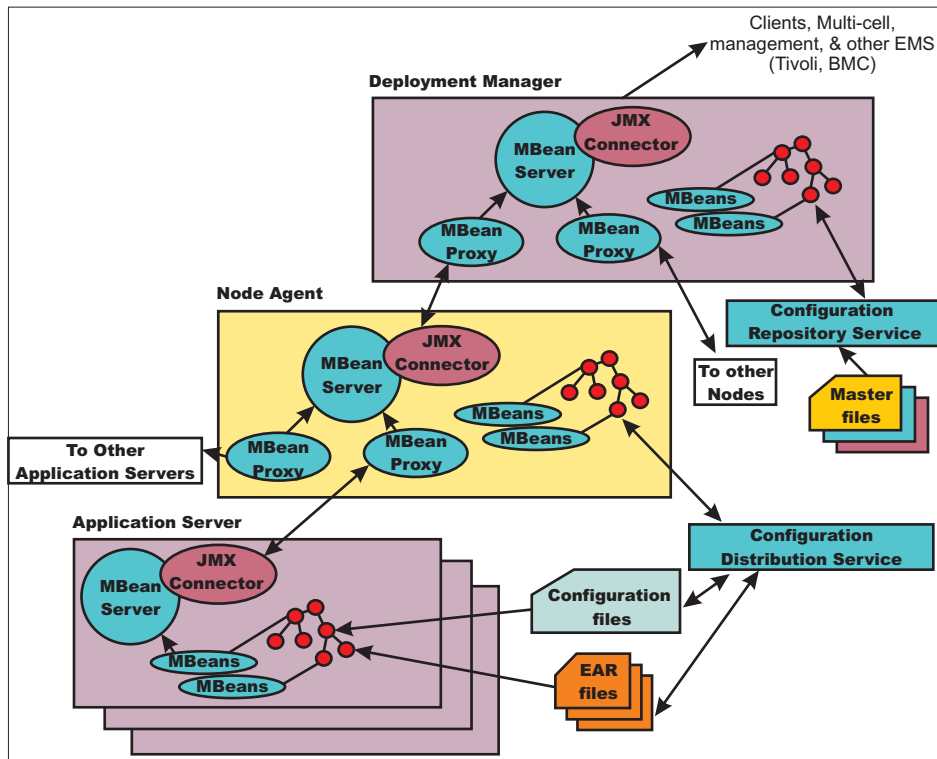 Clients, Multi-cell,
management, & other EMS
(Tivoli, BMC)
Deployment Manager
JMX
Connector
MBean
Server
MBeans
MBeans
MBean
Proxy
MBean
Proxy
Node Agent
Configuration
Repository Service
JMX
Connector
MBean
Server
To other
Nodes
Master
files
MBeans
MBeans
To Other
Application Servers
MBean
Proxy
MBean
Proxy
Application Server
Configuration
Distribution Service
JMX
Connector
MBean
Server
Configuration
files
MBeans
MBeans
EAR
files